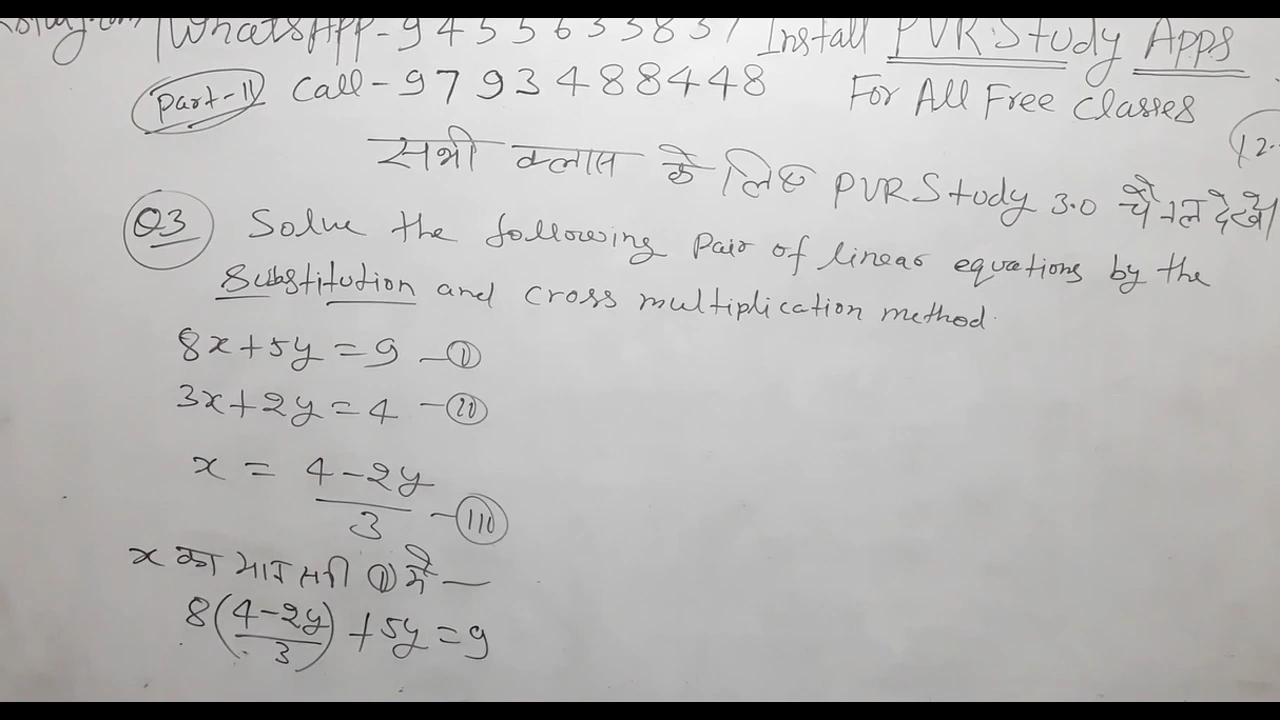 WhatsApp-9455633837 Install PVR Study Apps
Part-II Call-9793488448 For All Free Classes
सभी क्लास के लिए PVR Study 3.0 चैनल देखें।
Q3 Solve the following Pair of linear equations by the
Substitution and cross multiplication method.
8x+5y=9 —(i)
3x+2y=4 —(ii)
x = 4-2y
3 —(iii)
x का मान समी (i) में —
8(4-2y/3)+5y=9